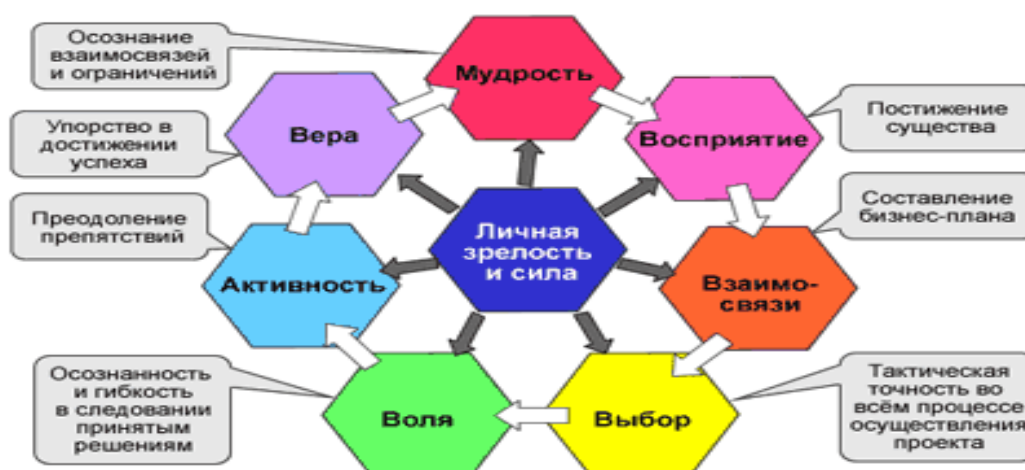 Осознание
взаимосвязей
и ограничений
Мудрость
Вера
Восприятие
Постижение
существа
Упорство в
достижении
успеха
Преодоление
препятствий
Личная
зрелость
и сила
Составление
бизнес-плана
Активность
Взаимо-
связи
Осознанность
и гибкость
в следовании
принятым
решениям
Воля
Выбор
Тактическая
точность во
всём процессе
осуществления
проекта